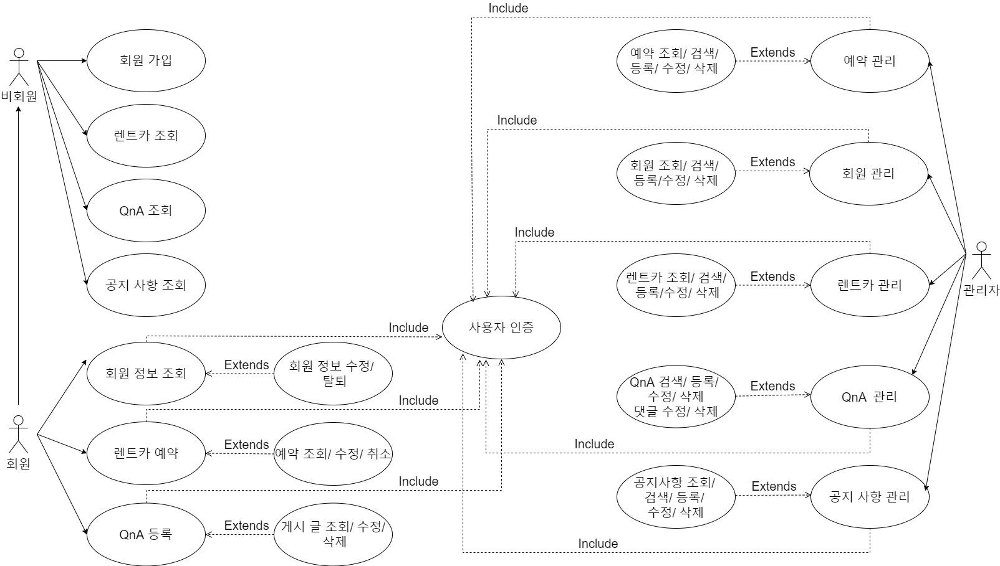 Include
예약 조회/ 검색/
등록/ 수정/ 삭제
Extends
예약 관리
회원 가입
비회원
렌트카 조회
Include
회원 조회/ 검색/
등록/수정/ 삭제
Extends
회원 관리
QnA 조회
Include
렌트카 조회/ 검색/
등록/수정/ 삭제
Extends
렌트카 관리
관리자
공지 사항 조회
사용자 인증
Include
회원 정보 조회
Extends
회원 정보 수정/
탈퇴
Include
QnA 검색/ 등록/
수정/ 삭제
댓글 수정/ 삭제
Extends
QnA 관리
회원
렌트카 예약
Extends
예약 조회/ 수정/ 취소
Include
Include
공지사항 조회/
검색/ 등록/
수정/ 삭제
Extends
공지 사항 관리
QnA 등록
Extends
게시 글 조회/ 수정/
삭제
Include